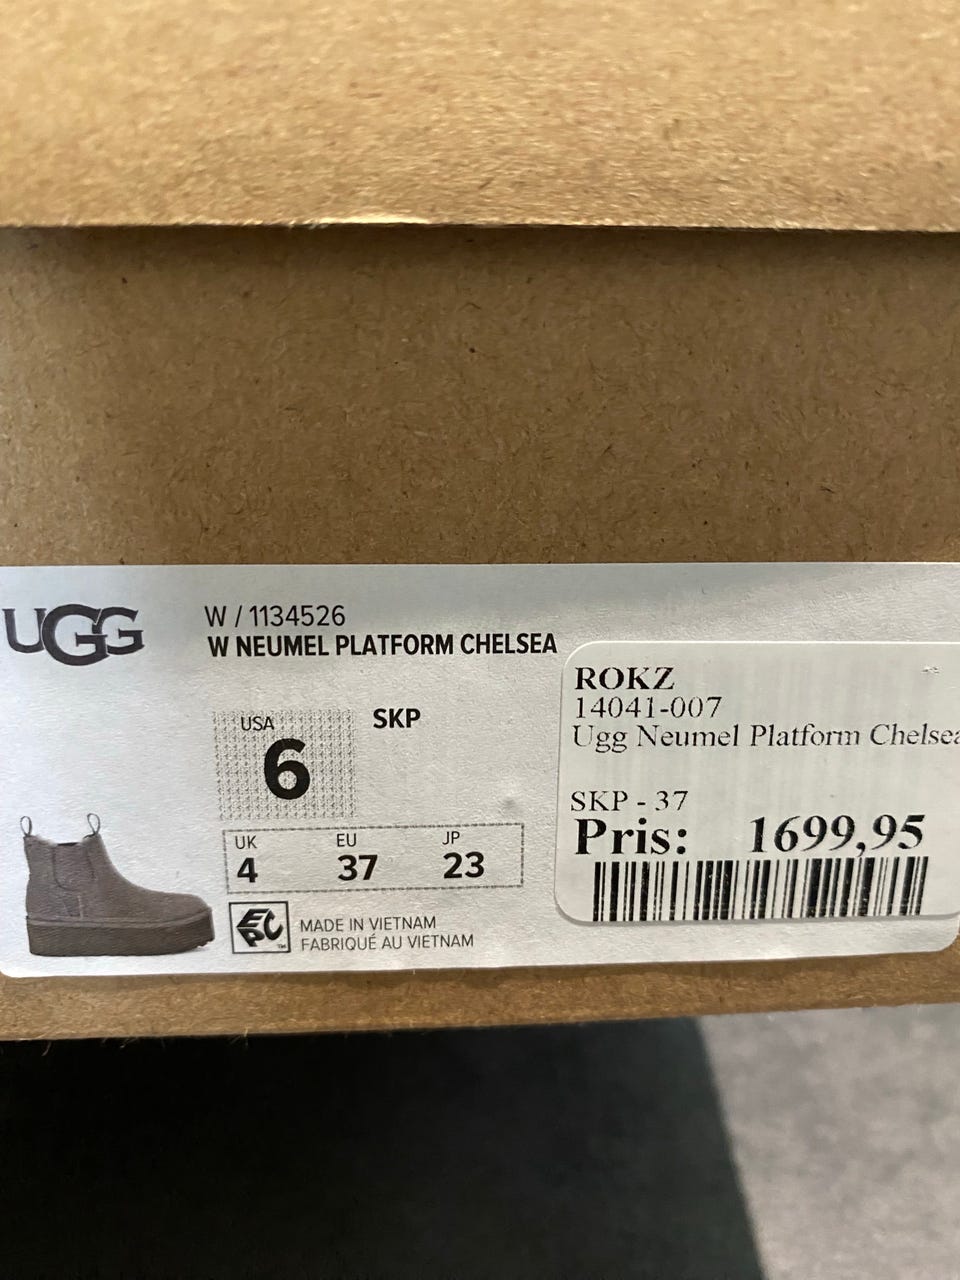 UGG
W / 1134526
W NEUMEL PLATFORM CHELSEA
USA
6
SKP
UK EU JP
4 37 23
EPC
MADE IN VIETNAM
FABRIQUÉ AU VIETNAM
ROKZ
14041-007
Ugg Neumel Platform Chelsea
SKP - 37
Pris: 1699,95